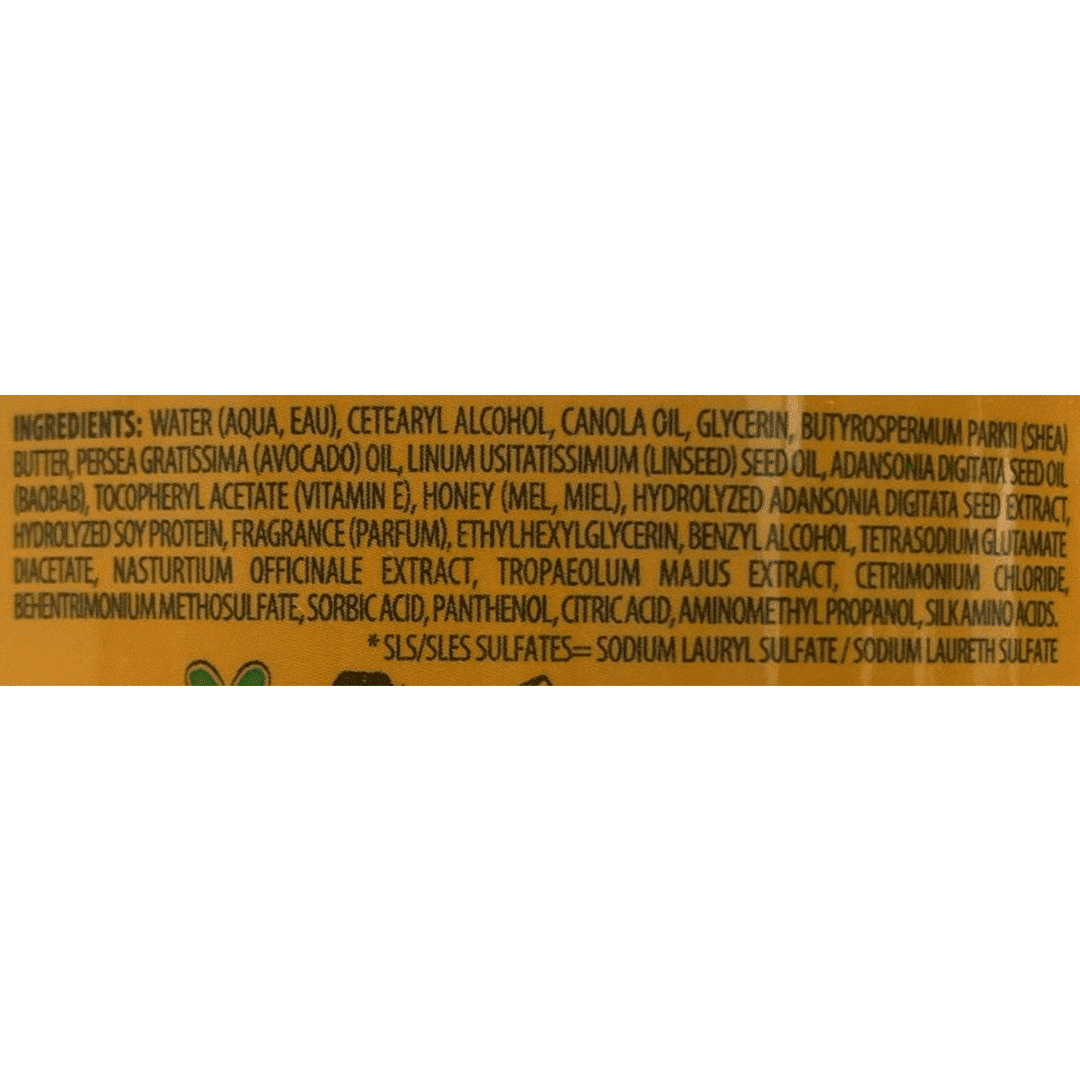 INGREDIENTS: WATER (AQUA, EAU), CETEARYL ALCOHOL, CANOLA OIL, GLYCERIN, BUTYROSPERMUM PARKII (SHEA)
BUTTER, PERSEA GRATISSIMA (AVOCADO) OIL, LINUM USITATISSIMUM (LINSEED) SEED OIL, ADANSONIA DIGITATA SEED OIL
(BAOBAB), TOCOPHERYL ACETATE (VITAMIN E), HONEY (MEL, MIEL), HYDROLYZED ADANSONIA DIGITATA SEED EXTRACT,
HYDROLYZED SOY PROTEIN, FRAGRANCE (PARFUM), ETHYLHEXYLGLYCERIN, BENZYL ALCOHOL, TETRASODIUM GLUTAMATE
DIACETATE, NASTURTIUM OFFICINALE EXTRACT, TROPAEOLUM MAJUS EXTRACT, CETRIMONIUM CHLORIDE,
BEHENTRIMONIUM METHOSULFATE, SORBIC ACID, PANTHENOL, CITRIC ACID, AMINOMETHYL PROPANOL, SILK AMINO ACIDS.
* SLS/SLES SULFATES= SODIUM LAURYL SULFATE / SODIUM LAURETH SULFATE